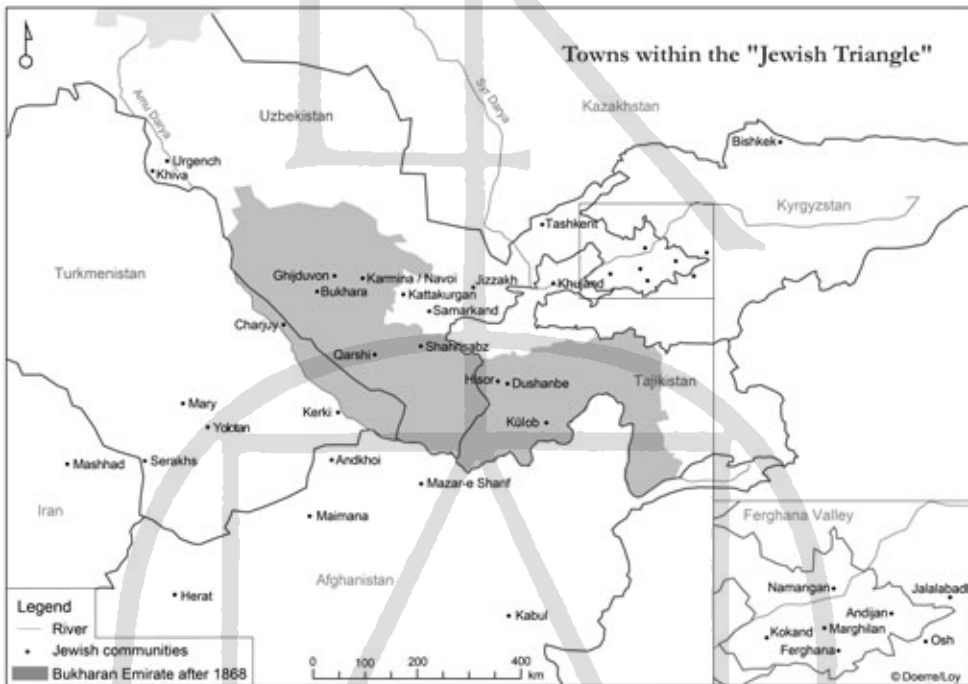 Towns within the "Jewish Triangle"
Kazakhstan
Uzbekistan
Amu Darya
Syr Darya
Bishkek
Urgench
Khiva
Kyrgyzstan
Tashkent
Turkmenistan
Ghijduvon
Karmina / Navoi
Jizzakh
Khujand
Bukhara
Kattakurgan
Samarkand
Charjuy
Qarshi
Shahrisabz
Hisor
Dushanbe
Tajikistan
Mary
Kerki
Kŭlob
Yolotan
Mashhad
Serakhs
Andkhoi
Mazar-e Sharif
Iran
Maimana
Ferghana Valley
Afghanistan
Namangan
Jalalabad
Herat
Kabul
Andijan
Kokand
Marghilan
Osh
Ferghana
Legend
River
Jewish communities
Bukharan Emirate after 1868
0 100 200 400
km
© Doerre/Loy